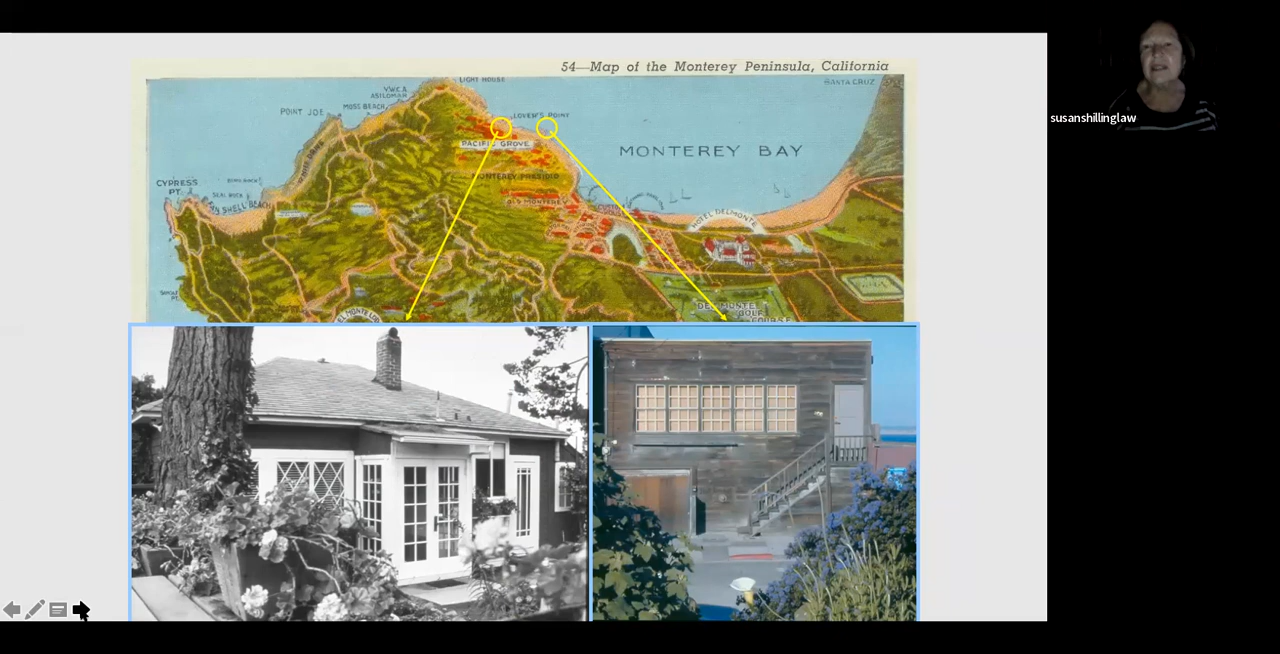 54—Map of the Monterey Peninsula, California
LIGHT HOUSE
SANTA CRUZ
Y.W.C.A.
ASILOMAR
MOSS BEACH
POINT JOE
LOVER'S POINT
PACIFIC GROVE
MONTEREY BAY
MONTEREY PRESIDIO
CYPRESS
PT.
SEAL ROCK
SHELL BEACH
OLD MONTEREY
HOTEL DELMONTE
DEL MONTE
GOLF
COURSE
DEL MONTE LODGE
susanshillinglaw